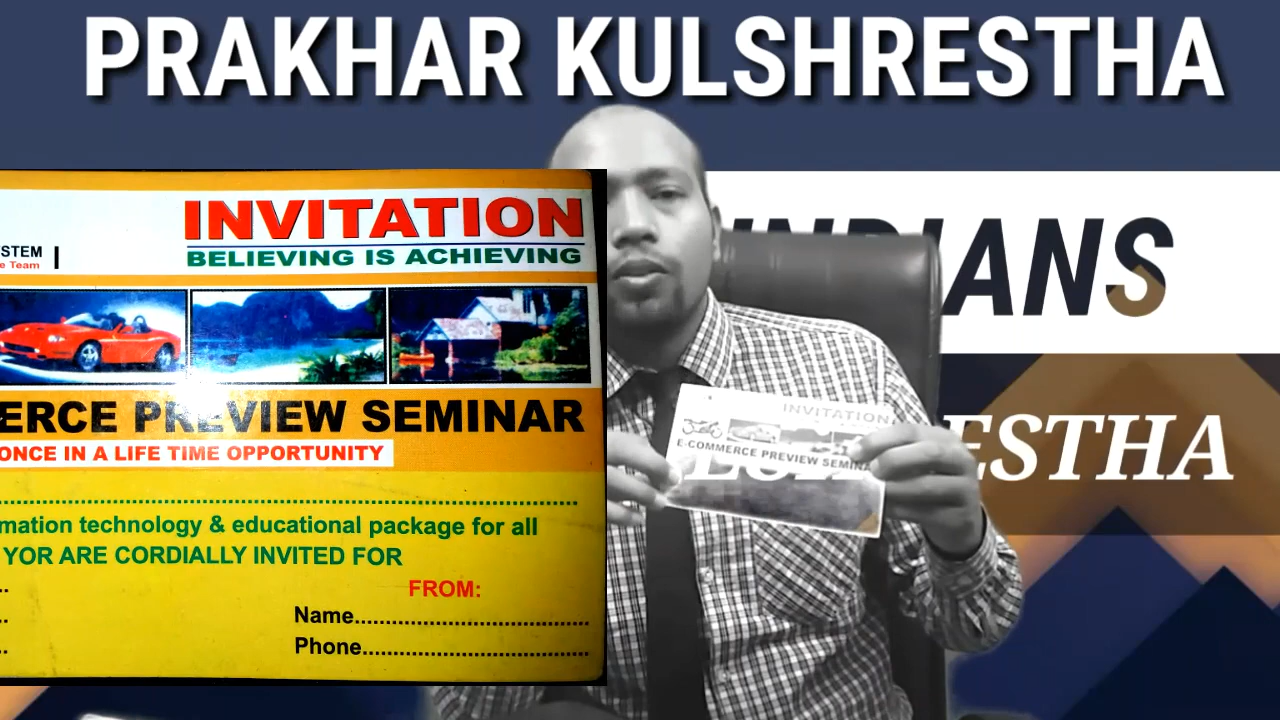 PRAKHAR KULSHRESTHA
INVITATION
BELIEVING IS ACHIEVING
STEM
e Team
ERCE PREVIEW SEMINAR
ONCE IN A LIFE TIME OPPORTUNITY
mation technology & educational package for all
YOR ARE CORDIALLY INVITED FOR
FROM:
Name
Phone
INDIANS
ESTHA
INVITATION
E-COMMERCE PREVIEW SEMINA